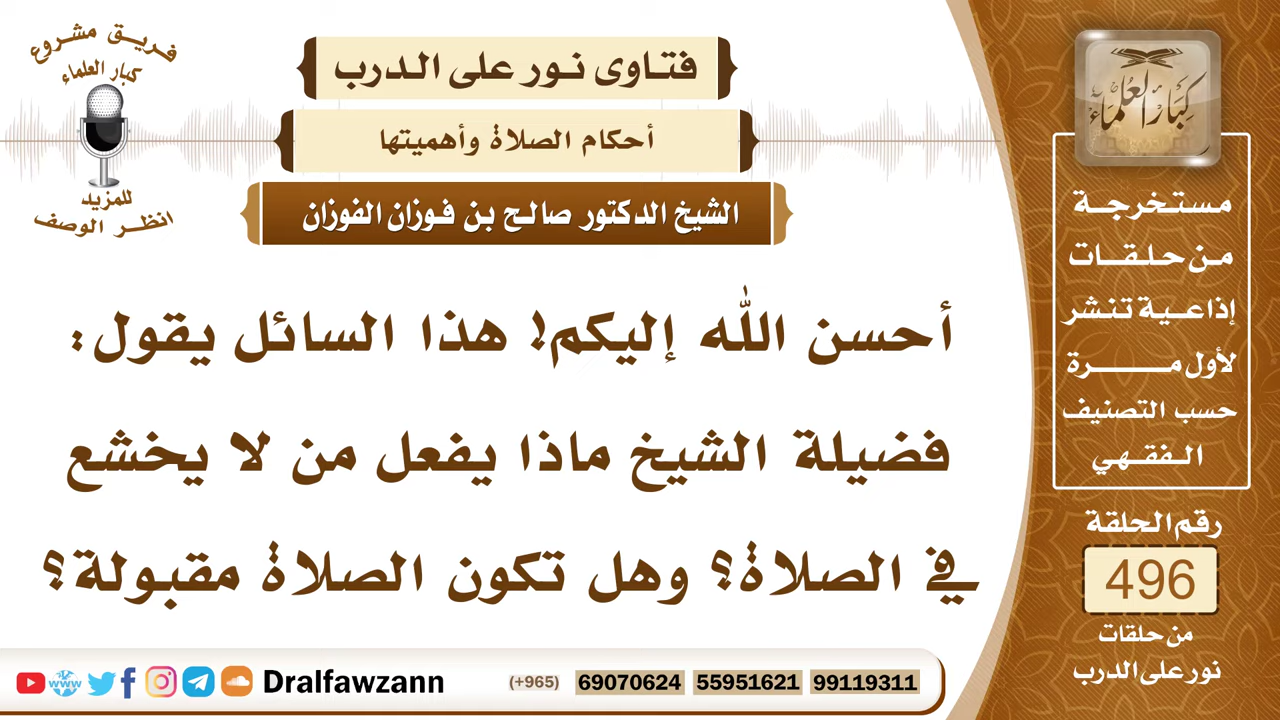 فريق مشروع
كبار العلماء
للمزيد
انظر الوصف
فتاوى نور على الدرب
أحكام الصلاة وأهميتها
الشيخ الدكتور صالح بن فوزان الفوزان
أحسن الله إليكم! هذا السائل يقول:
فضيلة الشيخ ماذا يفعل من لا يخشع
في الصلاة؟ وهل تكون الصلاة مقبولة؟
كبار العلماء
مستخرجة
من حلقات
إذاعية تنشر
لأول مرة
حسب التصنيف
الفقهي
رقم الحلقة
496
من حلقات
نور على الدرب
www Dralfawzann (+965) 69070624 55951621 99119311